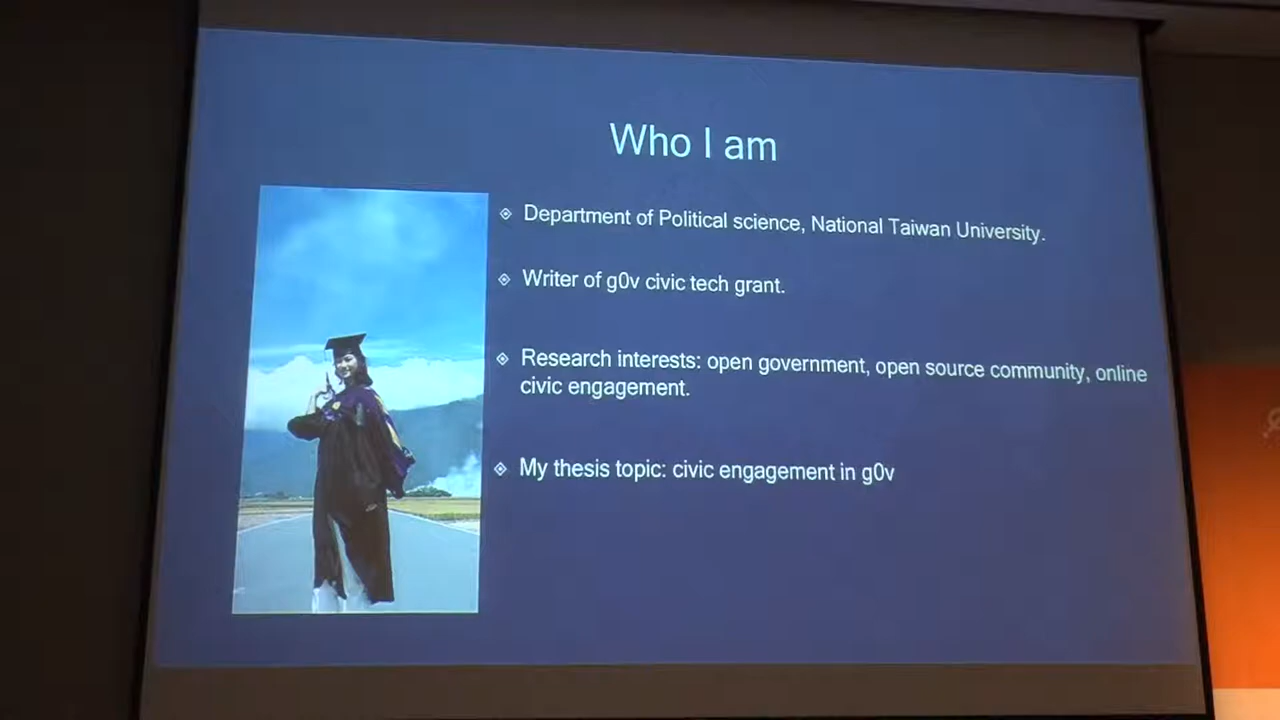 Who I am
Department of Political science, National Taiwan University.
Writer of g0v civic tech grant.
Research interests: open government, open source community, online
civic engagement.
My thesis topic: civic engagement in g0v